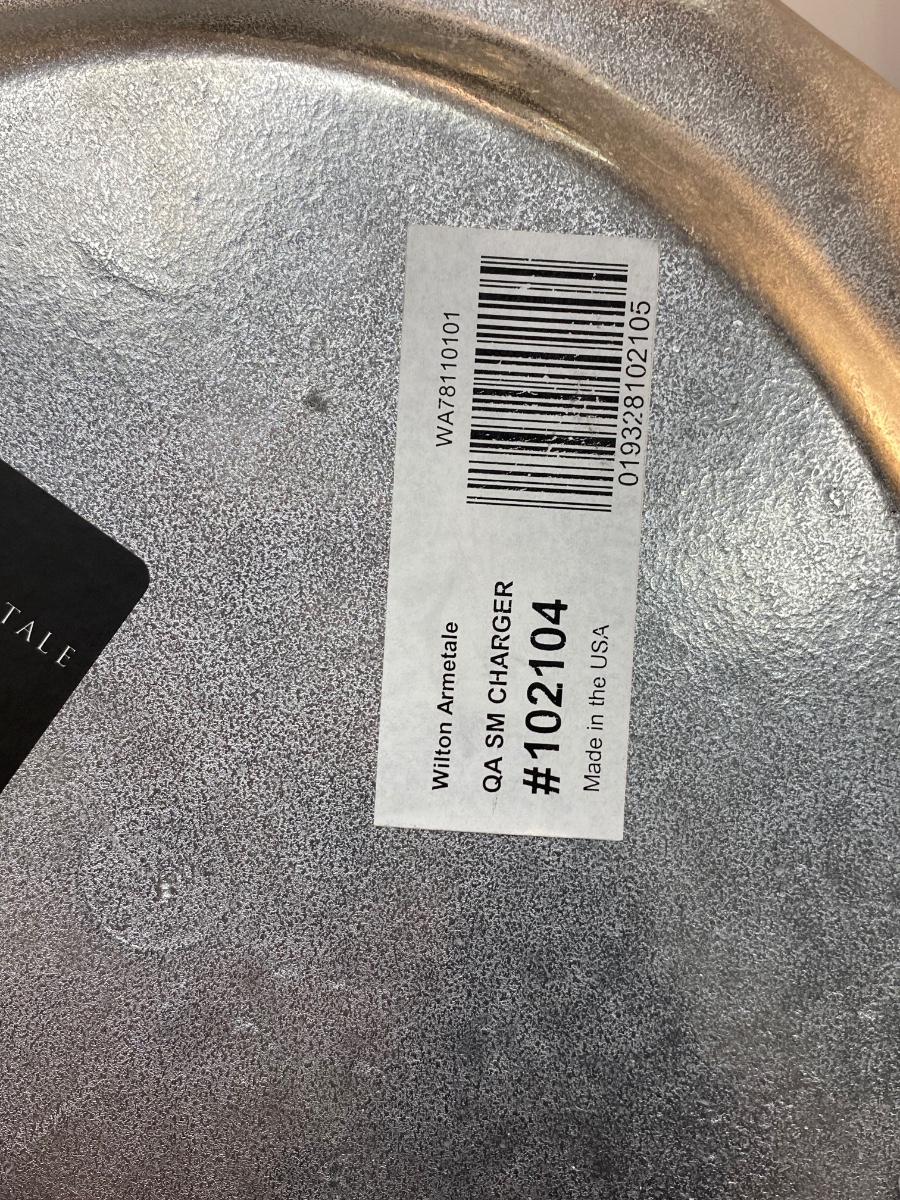 Wilton Armetale
QA SM CHARGER
#102104
Made in the USA
WA78110101
019328102105
TALE